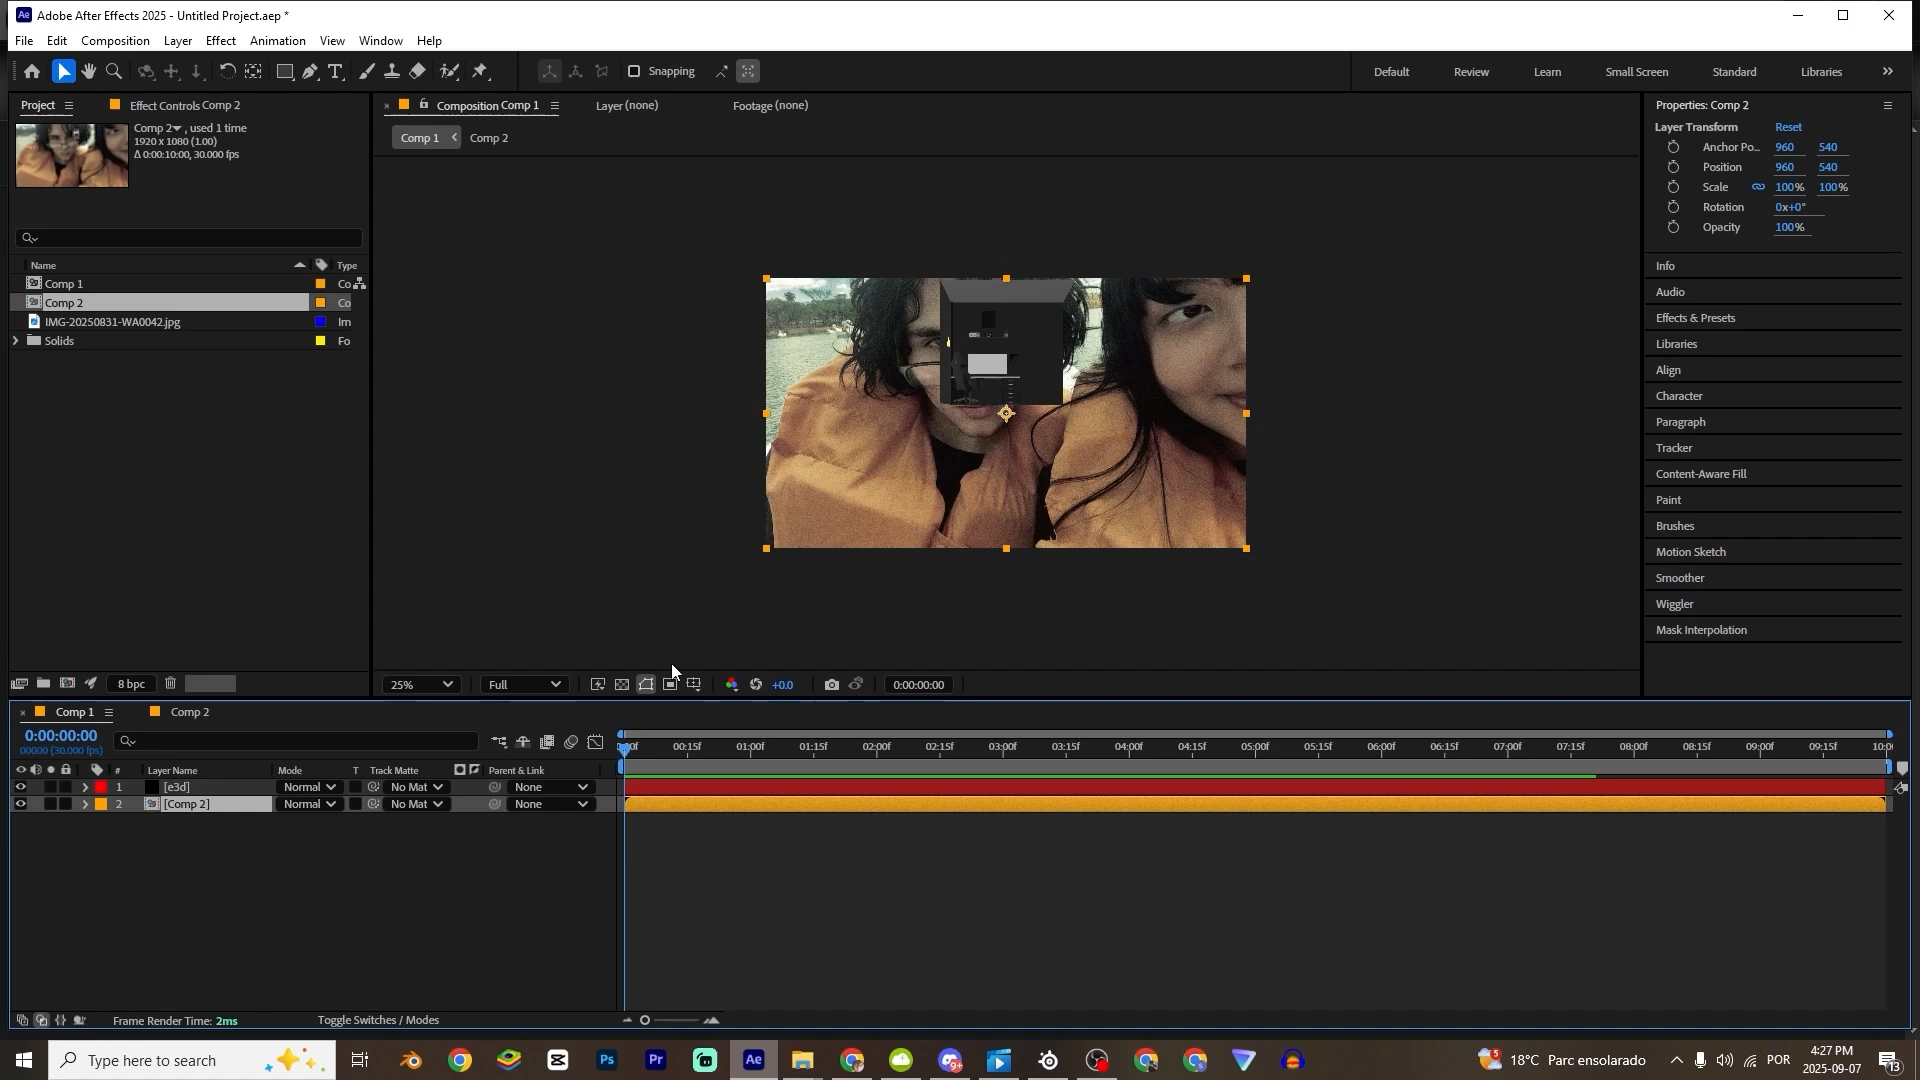 Adobe After Effects 2025 - Untitled Project.aep *
File Edit Composition Layer Effect Animation View Window Help
Snapping
Default Review Learn Small Screen Standard Libraries
Project Effect Controls Comp 2
Comp 2 , used 1 time
1920 x 1080 (1.00)
Δ 0:00:10:00, 30.000 fps
Name Type
Comp 1 Co
Comp 2 Co
IMG-20250831-WA0042.jpg Im
Solids Fo
8 bpc
Composition Comp 1 Layer (none) Footage (none)
Comp 1 Comp 2
25% Full +0.0 0:00:00:00
Properties: Comp 2
Layer Transform Reset
Anchor Po... 960 540
Position 960 540
Scale 100% 100%
Rotation 0x+0°
Opacity 100%
Info
Audio
Effects & Presets
Libraries
Align
Character
Paragraph
Tracker
Content-Aware Fill
Paint
Brushes
Motion Sketch
Smoother
Wiggler
Mask Interpolation
Comp 1 Comp 2
0:00:00:00
00000 (30.000 fps)
00:15f 01:00f 01:15f 02:00f 02:15f 03:00f 03:15f 04:00f 04:15f 05:00f 05:15f 06:00f 06:15f 07:00f 07:15f 08:00f 08:15f 09:00f 09:15f 10:0
# Layer Name Mode T Track Matte Parent & Link
1 [e3d] Normal No Mat None
2 [Comp 2] Normal No Mat None
Frame Render Time: 2ms Toggle Switches / Modes
Type here to search
Ps Pr Ae
9+
5 18°C Parc ensolarado POR
4:27 PM
2025-09-07
13